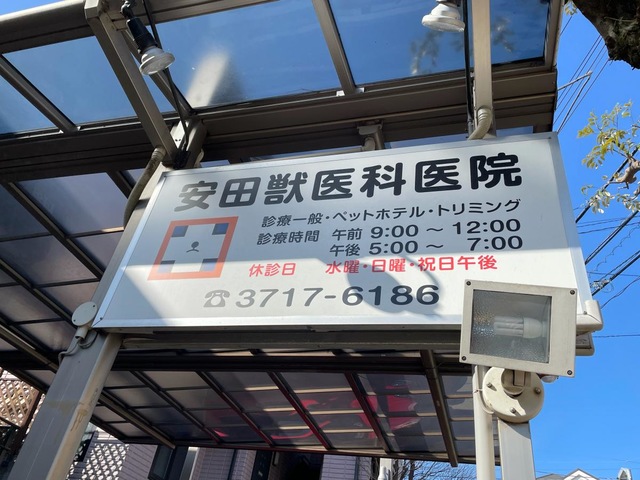 安田獣医科医院
診療一般・ペットホテル・トリミング
診療時間 午前 9:00 ~ 12:00
午後 5:00 ~ 7:00
休診日 水曜・日曜・祝日午後
☎3717-6186